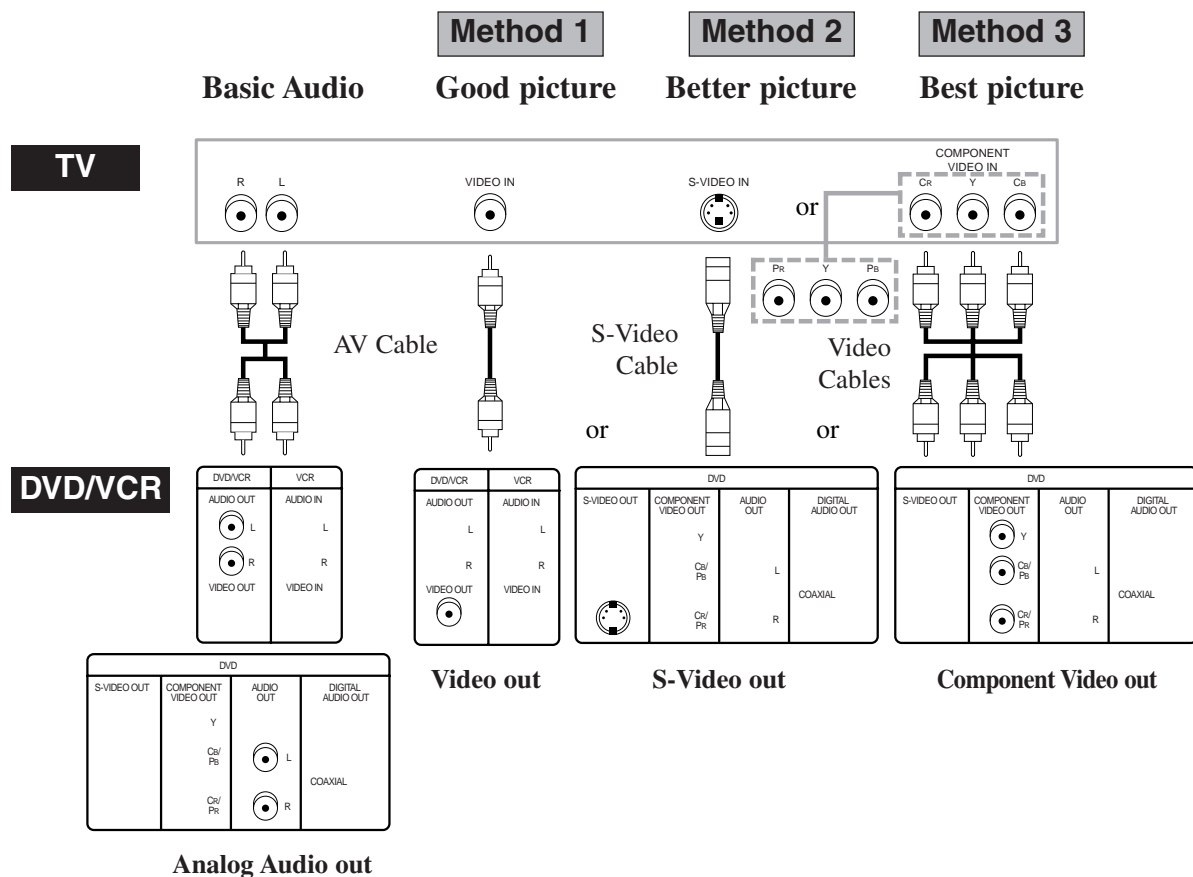 Method 1
Method 2
Method 3
Basic Audio
Good picture
Better picture
Best picture
TV
R
L
VIDEO IN
S-VIDEO IN
or
COMPONENT
VIDEO IN
CR
Y
CB
PR
Y
PB
AV Cable
S-Video
Cable
Video
Cables
or
or
DVD/VCR
DVD/VCR
VCR
AUDIO OUT
AUDIO IN
L
L
R
R
VIDEO OUT
VIDEO IN
DVD/VCR
VCR
AUDIO OUT
AUDIO IN
L
L
R
R
VIDEO OUT
VIDEO IN
Video out
DVD
S-VIDEO OUT
COMPONENT
VIDEO OUT
AUDIO
OUT
DIGITAL
AUDIO OUT
Y
CB/
PB
L
COAXIAL
CR/
PR
R
S-Video out
DVD
S-VIDEO OUT
COMPONENT
VIDEO OUT
AUDIO
OUT
DIGITAL
AUDIO OUT
Y
CB/
PB
L
COAXIAL
CR/
PR
R
Component Video out
DVD
S-VIDEO OUT
COMPONENT
VIDEO OUT
AUDIO
OUT
DIGITAL
AUDIO OUT
Y
CB/
PB
L
COAXIAL
CR/
PR
R
Analog Audio out